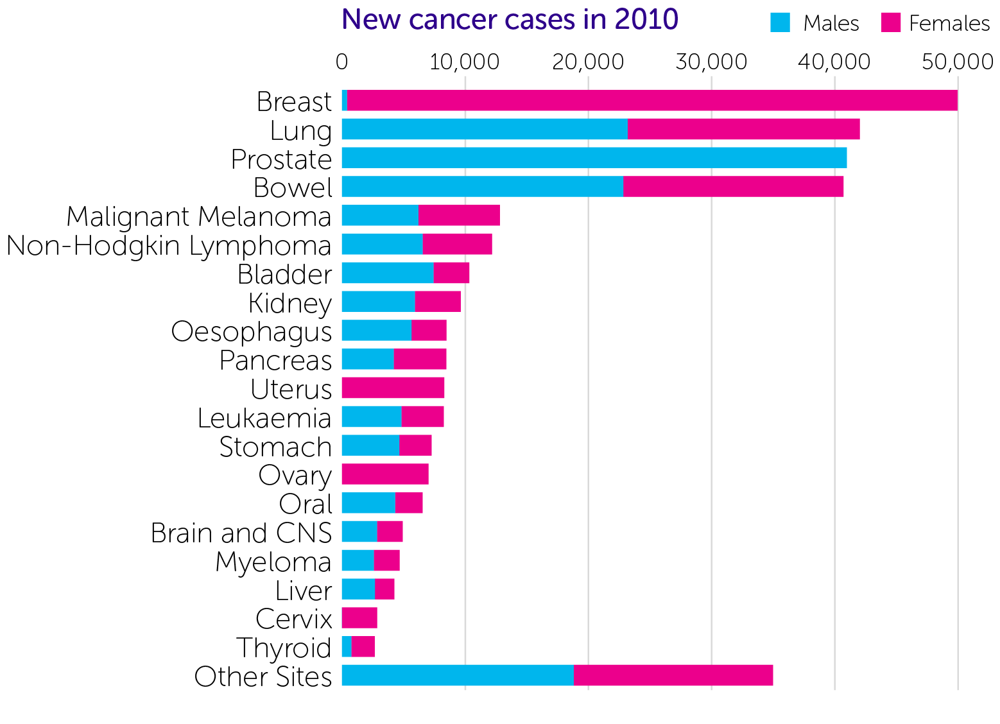 New cancer cases in 2010
Males
Females
0
10,000
20,000
30,000
40,000
50,000
Breast
Lung
Prostate
Bowel
Malignant Melanoma
Non-Hodgkin Lymphoma
Bladder
Kidney
Oesophagus
Pancreas
Uterus
Leukaemia
Stomach
Ovary
Oral
Brain and CNS
Myeloma
Liver
Cervix
Thyroid
Other Sites